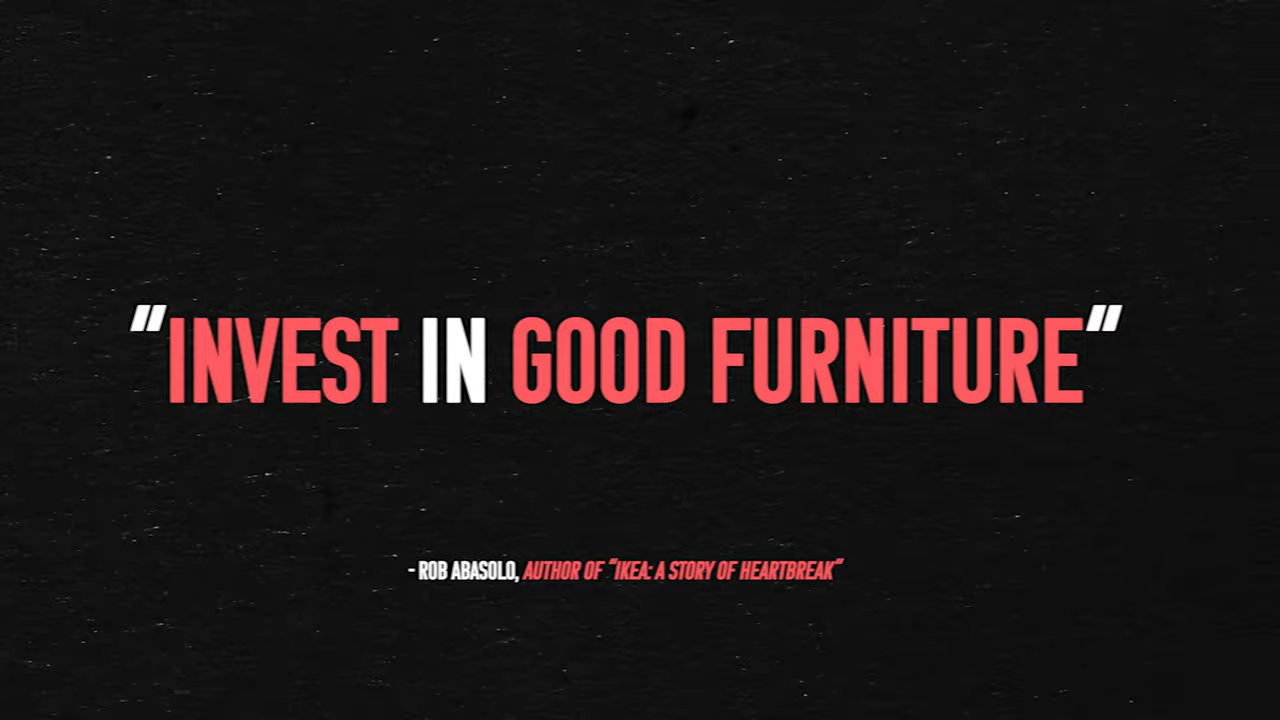 "INVEST IN GOOD FURNITURE"
- ROB ABASOLO, AUTHOR OF "IKEA: A STORY OF HEARTBREAK"